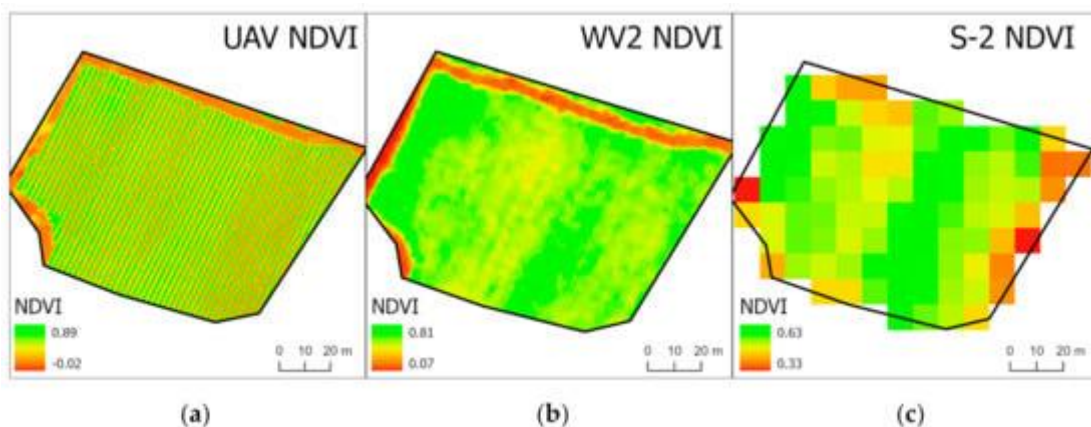 UAV NDVI
NDVI
0.89
-0.02
0 10 20 m
(a)
WV2 NDVI
NDVI
0.81
0.07
0 10 20 m
(b)
S-2 NDVI
NDVI
0.63
0.33
0 10 20 m
(c)